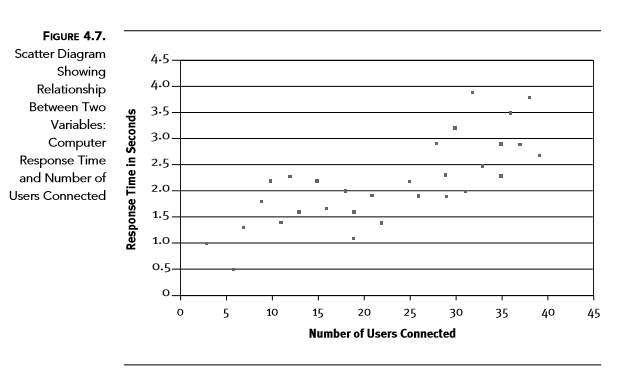 FIGURE 4.7.
Scatter Diagram
Showing
Relationship
Between Two
Variables:
Computer
Response Time
and Number of
Users Connected
Response Time in Seconds
4.5
4.0
3.5
3.0
2.5
2.0
1.5
1.0
0.5
0
0 5 10 15 20 25 30 35 40 45
Number of Users Connected